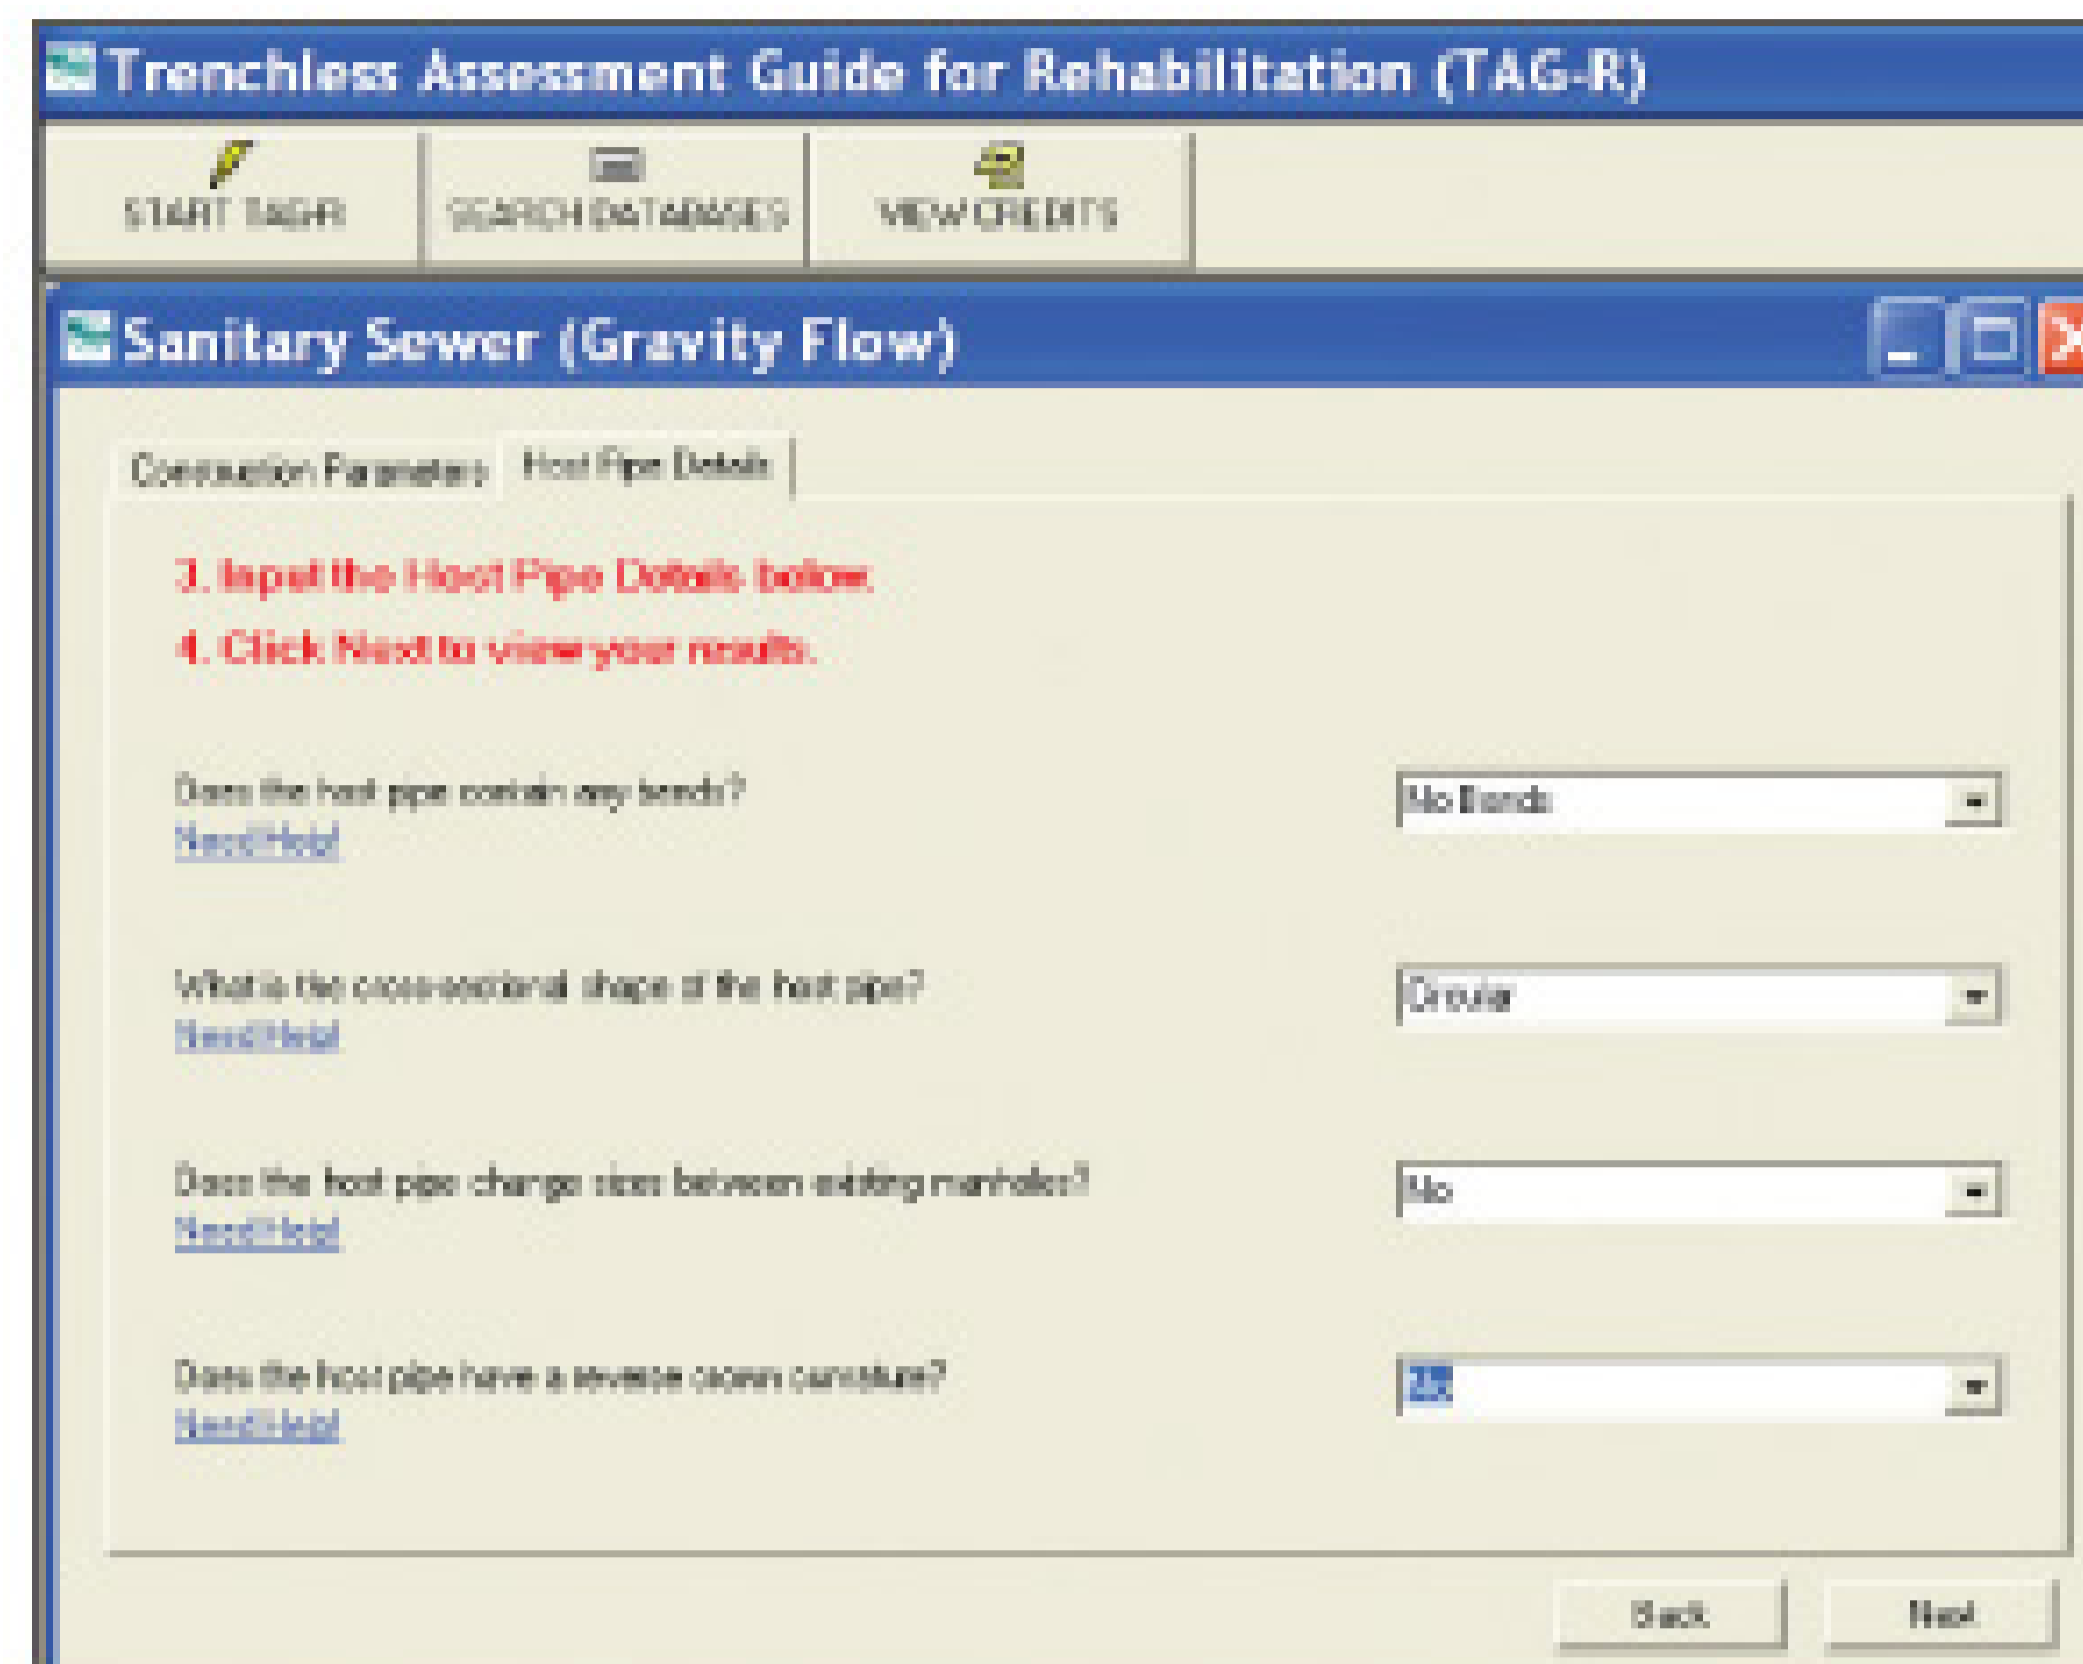 Trenchless Assessment Guide for Rehabilitation (TAG-R)
START TAG-R SEARCH DATABASES VIEW CREDITS
Sanitary Sewer (Gravity Flow)
Construction Parameters Host Pipe Details
3. Input the Host Pipe Details below.
4. Click Next to view your results.
Does the host pipe contain any bends? No Bends
Need Help!
What is the cross-sectional shape of the host pipe? Circular
Need Help!
Does the host pipe change sizes between existing manholes? No
Need Help!
Does the host pipe have a reverse crown curvature? No
Need Help!
Back Next